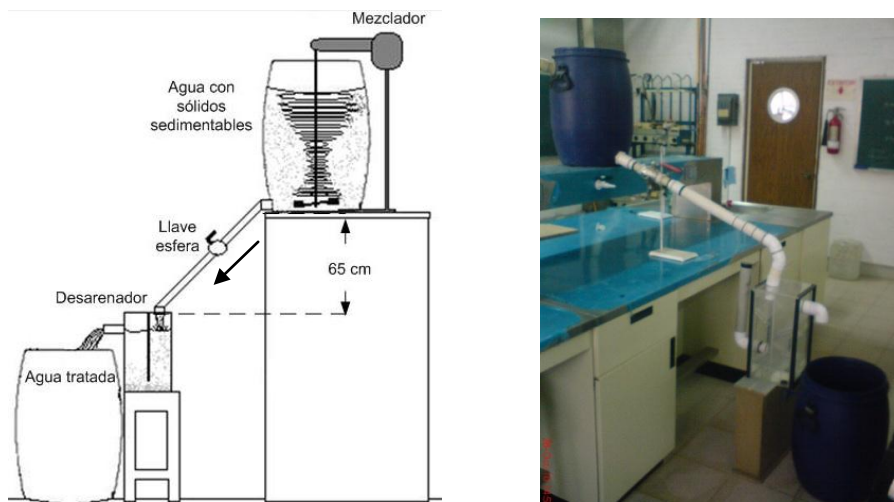 Mezclador
Agua con
sólidos
sedimentables
Llave
esfera
65 cm
Desarenador
Agua tratada